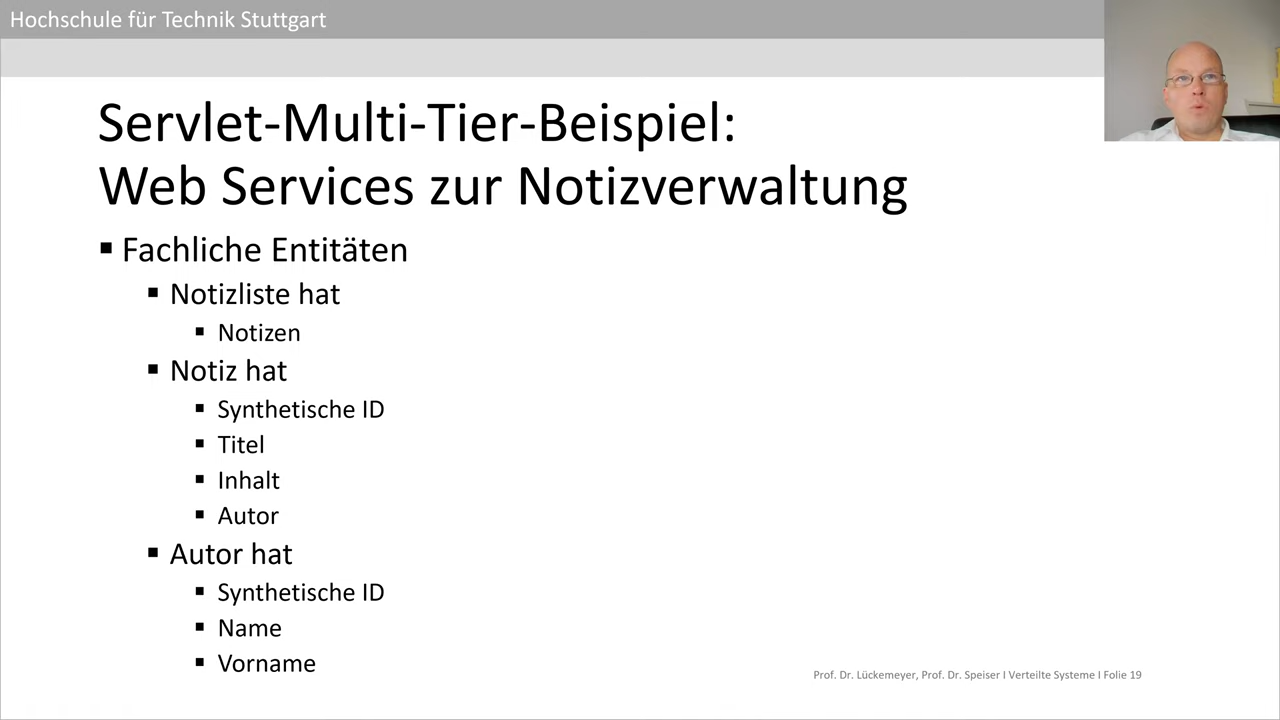 Hochschule für Technik Stuttgart
Servlet-Multi-Tier-Beispiel:
Web Services zur Notizverwaltung
Fachliche Entitäten
Notizliste hat
Notizen
Notiz hat
Synthetische ID
Titel
Inhalt
Autor
Autor hat
Synthetische ID
Name
Vorname
Prof. Dr. Lückemeyer, Prof. Dr. Speiser I Verteilte Systeme I Folie 19